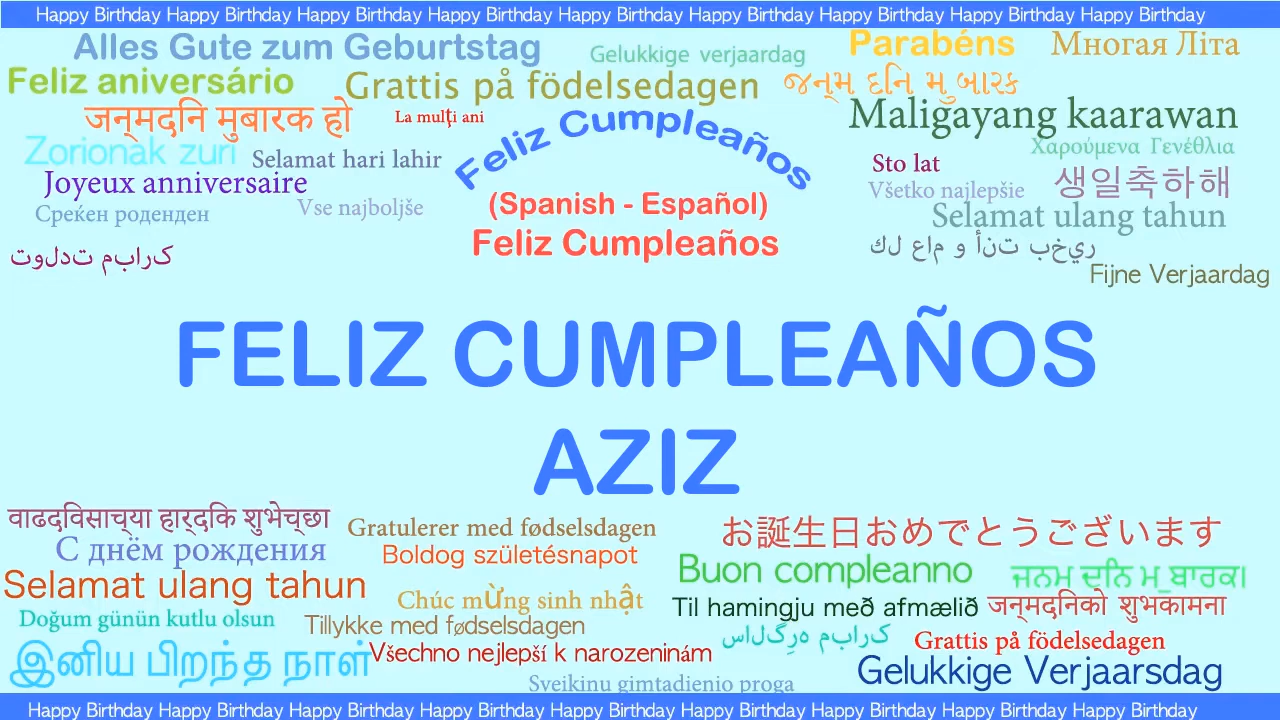 Happy Birthday Happy Birthday Happy Birthday Happy Birthday Happy Birthday Happy Birthday Happy Birthday Happy Birthday Happy Birthday
Alles Gute zum Geburtstag
Gelukkige verjaardag
Parabéns
Многая Літа
Feliz aniversário
Grattis på födelsedagen
જન્મ દિન મુબારક
जन्मदिन मुबारक हो
La mulţi ani
Feliz Cumpleaños
Maligayang kaarawan
Zorionak zuri
Selamat hari lahir
Χαρούμενα Γενέθλια
Sto lat
Joyeux anniversaire
(Spanish - Español)
Všetko najlepšie
생일축하해
Среќен роденден
Vse najboljše
Selamat ulang tahun
Feliz Cumpleaños
تولدت مبارک
كل عام و أنت بخير
Fijne Verjaardag
FELIZ CUMPLEAÑOS
AZIZ
वाढदिवसाच्या हार्दिक शुभेच्छा
Gratulerer med fødselsdagen
お誕生日おめでとうございます
С днём рождения
Boldog születésnapot
Buon compleanno
ਜਨਮ ਦਿਨ ਮੁਬਾਰਕ।
Selamat ulang tahun
Chúc mừng sinh nhật
Til hamingju með afmælið
जन्मदिनको शुभकामना
Doğum günün kutlu olsun
Tillykke med fødselsdagen
سالگرہ مبارک
Grattis på födelsedagen
இனிய பிறந்த நாள்
Všechno nejlepší k narozeninám
Gelukkige Verjaarsdag
Sveikinu gimtadienio proga
Happy Birthday Happy Birthday Happy Birthday Happy Birthday Happy Birthday Happy Birthday Happy Birthday Happy Birthday Happy Birthday